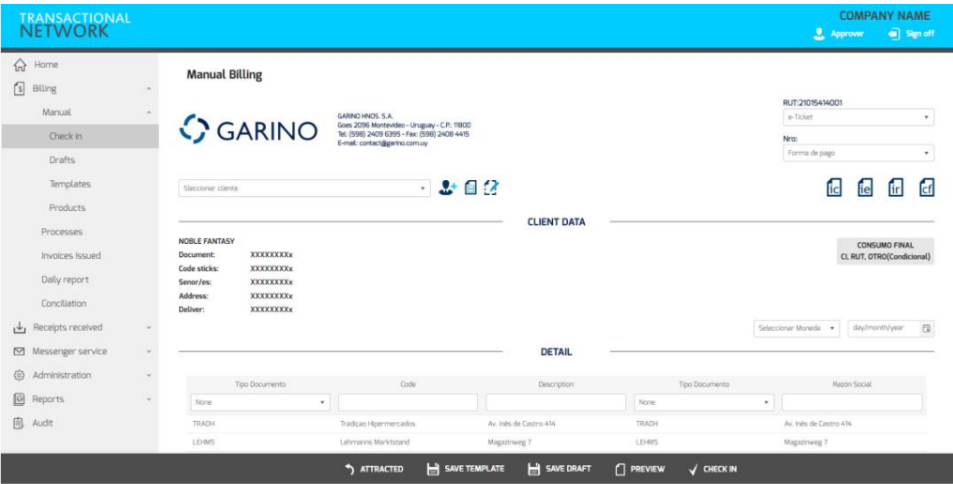 TRANSACTIONAL
NETWORK
COMPANY NAME
Approver
Sign off
Home
Billing
Manual
Check in
Drafts
Templates
Products
Processes
Invoices Issued
Daily report
Conciliation
Receipts received
Messenger service
Administration
Reports
Audit
Manual Billing
GARINO
GARINO HNOS. S.A.
Goes 2096 Montevideo - Uruguay - C.P.: 11800
Tel: (598) 2409 6395 - Fax: (598) 2408 4415
E-mail: contact@garino.com.uy
RUT:21015414001
e-Ticket
Nro:
Forma de pago
Sleccionar cliente
ic
ie
ir
cf
CLIENT DATA
NOBLE FANTASY
Document: XXXXXXXXx
Code sticks: XXXXXXXXx
Senor/es: XXXXXXXXx
Address: XXXXXXXXx
Deliver: XXXXXXXXx
CONSUMO FINAL
CI, RUT, OTRO(Condicional)
Seleccionar Moneda
day/month/year
DETAIL
Tipo Documento Code Description Tipo Documento Razón Social
None None
TRADH Tradicao Hipermercados Av. Inés de Castro 414 TRADH Av. Inés de Castro 414
LEHMS Lehmanns Marktstand Magazinweg 7 LEHMS Magazinweg 7
ATTRACTED SAVE TEMPLATE SAVE DRAFT PREVIEW CHECK IN